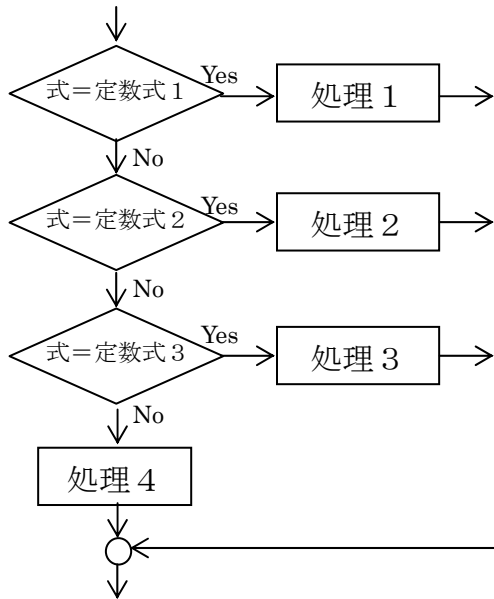 式＝定数式１
Yes
処理１
No
式＝定数式２
Yes
処理２
No
式＝定数式３
Yes
処理３
No
処理４